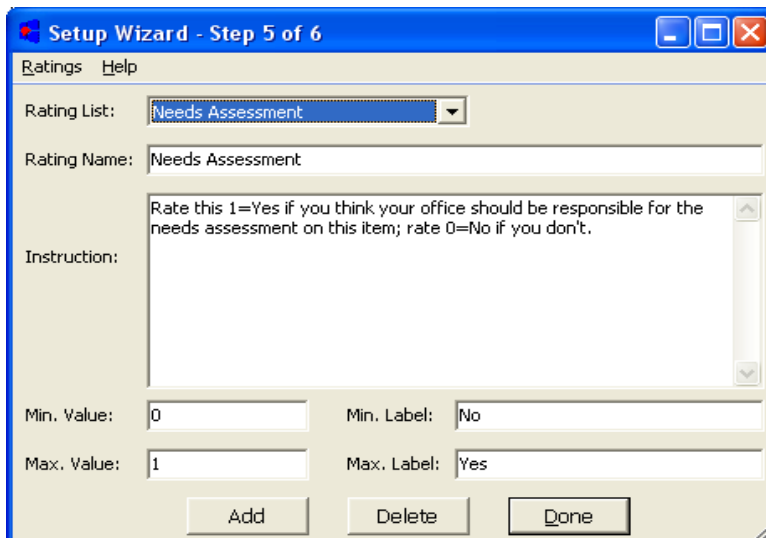 Setup Wizard - Step 5 of 6
Ratings Help
Rating List: Needs Assessment
Rating Name: Needs Assessment
Instruction:
Rate this 1=Yes if you think your office should be responsible for the
needs assessment on this item; rate 0=No if you don't.
Min. Value: 0 Min. Label: No
Max. Value: 1 Max. Label: Yes
Add Delete Done